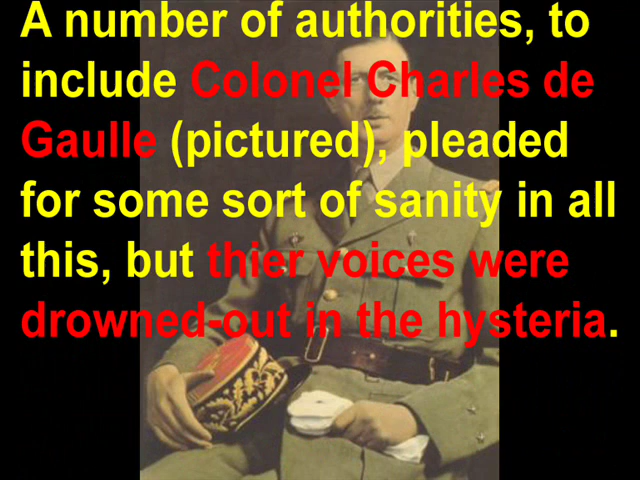 A number of authorities, to
include Colonel Charles de
Gaulle (pictured), pleaded
for some sort of sanity in all
this, but thier voices were
drowned-out in the hysteria.